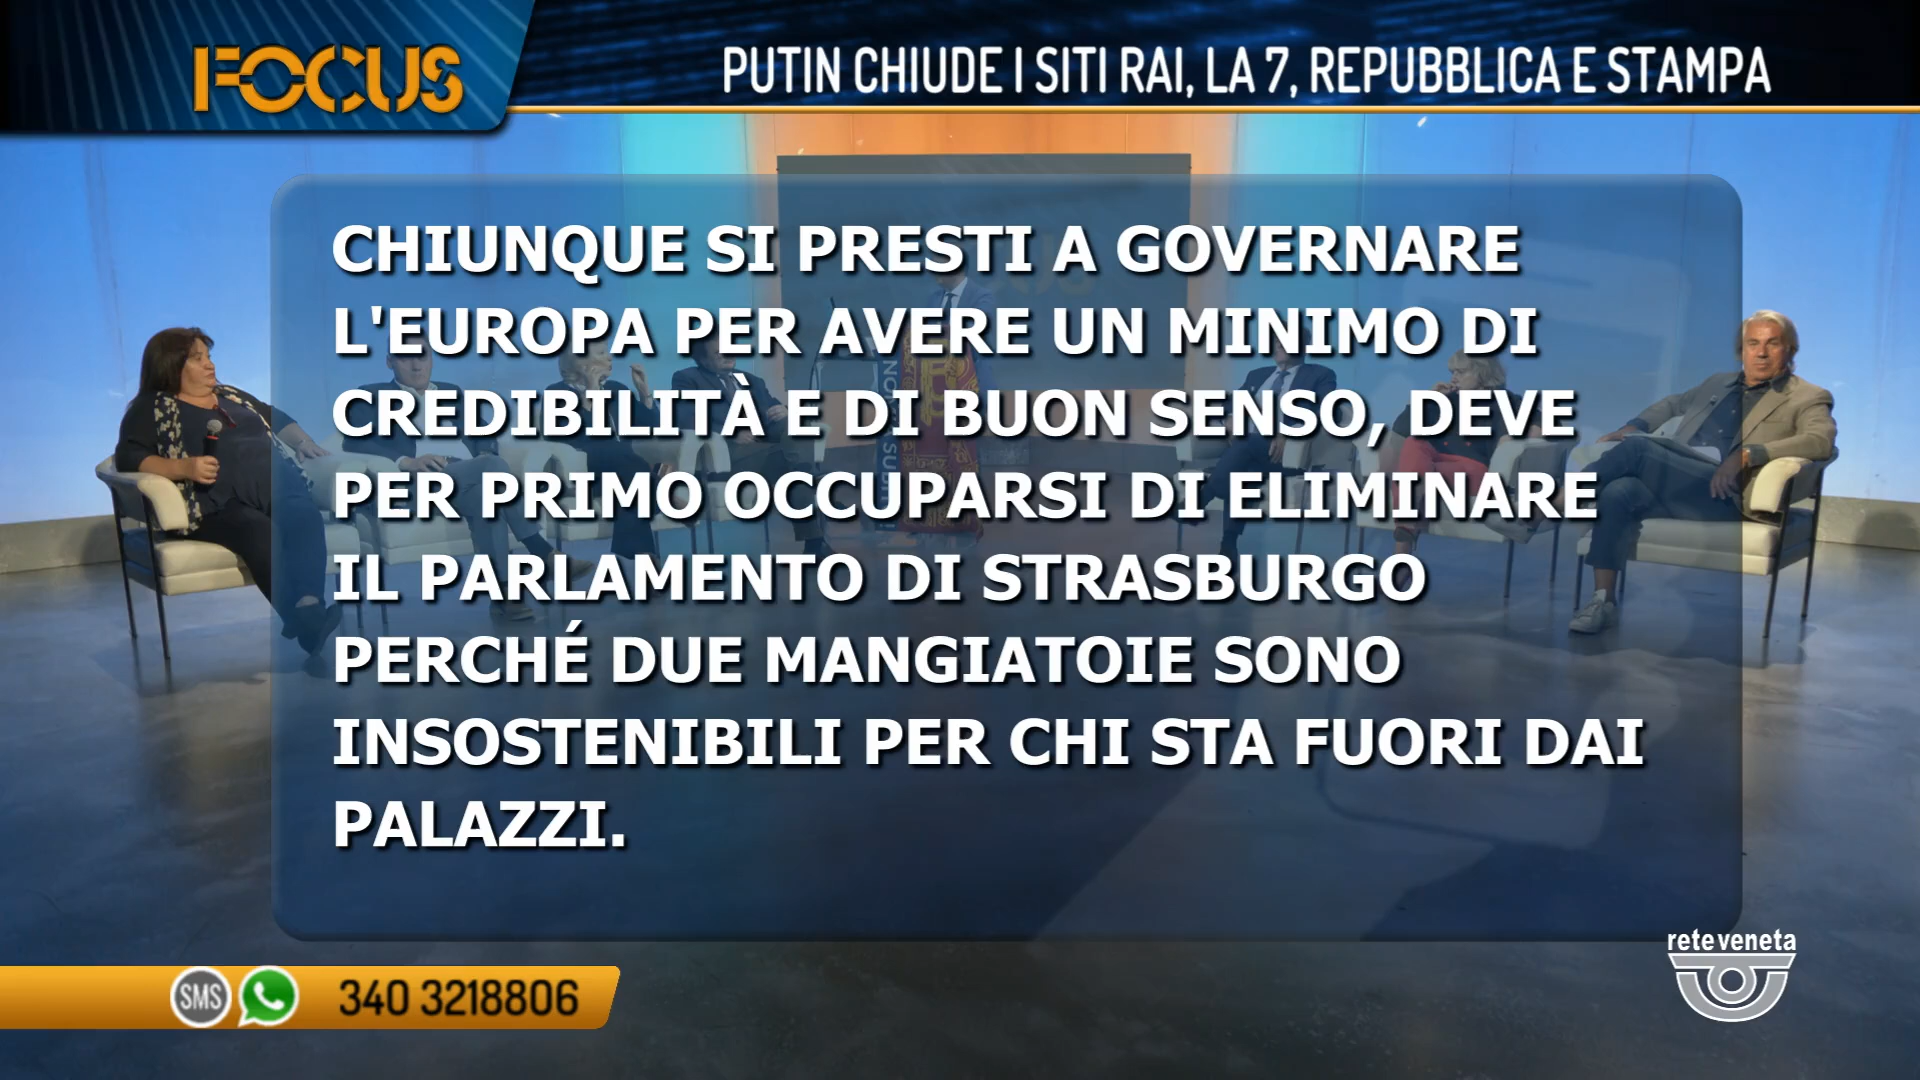 FOCUS
PUTIN CHIUDE I SITI RAI, LA 7, REPUBBLICA E STAMPA
CHIUNQUE SI PRESTI A GOVERNARE
L'EUROPA PER AVERE UN MINIMO DI
CREDIBILITÀ E DI BUON SENSO, DEVE
PER PRIMO OCCUPARSI DI ELIMINARE
IL PARLAMENTO DI STRASBURGO
PERCHÉ DUE MANGIATOIE SONO
INSOSTENIBILI PER CHI STA FUORI DAI
PALAZZI.
reteveneta
SMS
340 3218806